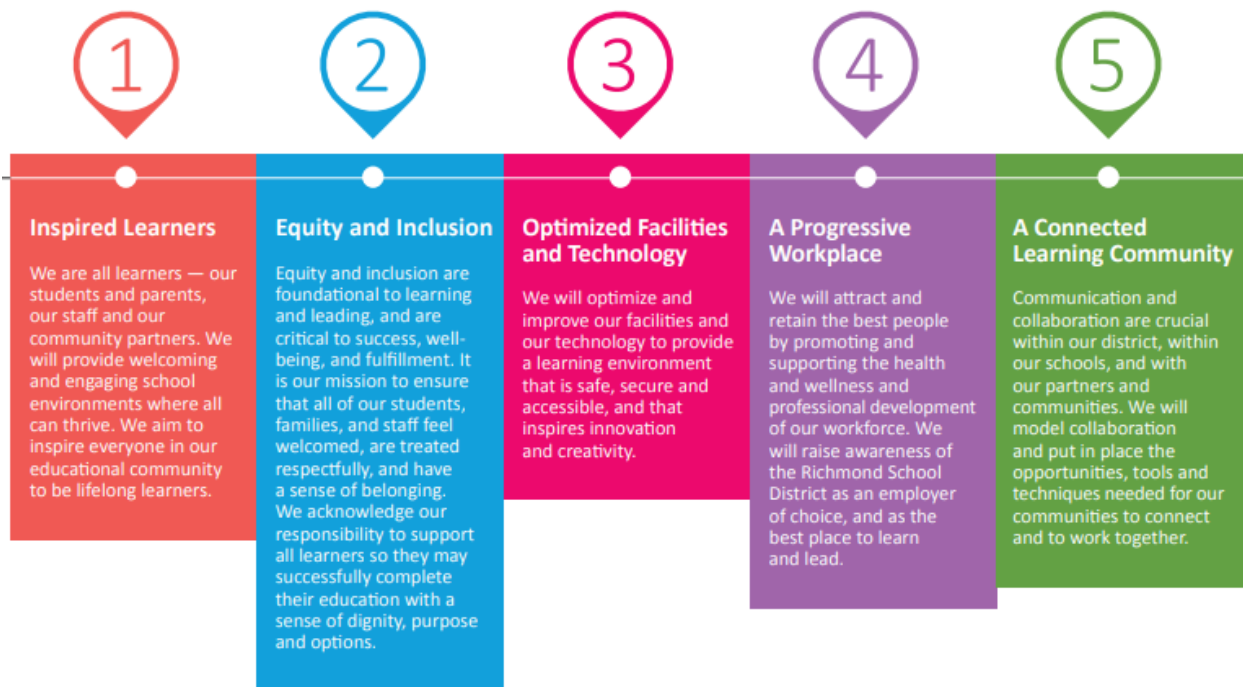 1
Inspired Learners
We are all learners — our
students and parents,
our staff and our
community partners. We
will provide welcoming
and engaging school
environments where all
can thrive. We aim to
inspire everyone in our
educational community
to be lifelong learners.
2
Equity and Inclusion
Equity and inclusion are
foundational to learning
and leading, and are
critical to success, well-
being, and fulfillment. It
is our mission to ensure
that all of our students,
families, and staff feel
welcomed, are treated
respectfully, and have
a sense of belonging.
We acknowledge our
responsibility to support
all learners so they may
successfully complete
their education with a
sense of dignity, purpose
and options.
3
Optimized Facilities
and Technology
We will optimize and
improve our facilities and
our technology to provide
a learning environment
that is safe, secure and
accessible, and that
inspires innovation
and creativity.
4
A Progressive
Workplace
We will attract and
retain the best people
by promoting and
supporting the health
and wellness and
professional development
of our workforce. We
will raise awareness of
the Richmond School
District as an employer
of choice, and as the
best place to learn
and lead.
5
A Connected
Learning Community
Communication and
collaboration are crucial
within our district, within
our schools, and with
our partners and
communities. We will
model collaboration
and put in place the
opportunities, tools and
techniques needed for our
communities to connect
and to work together.